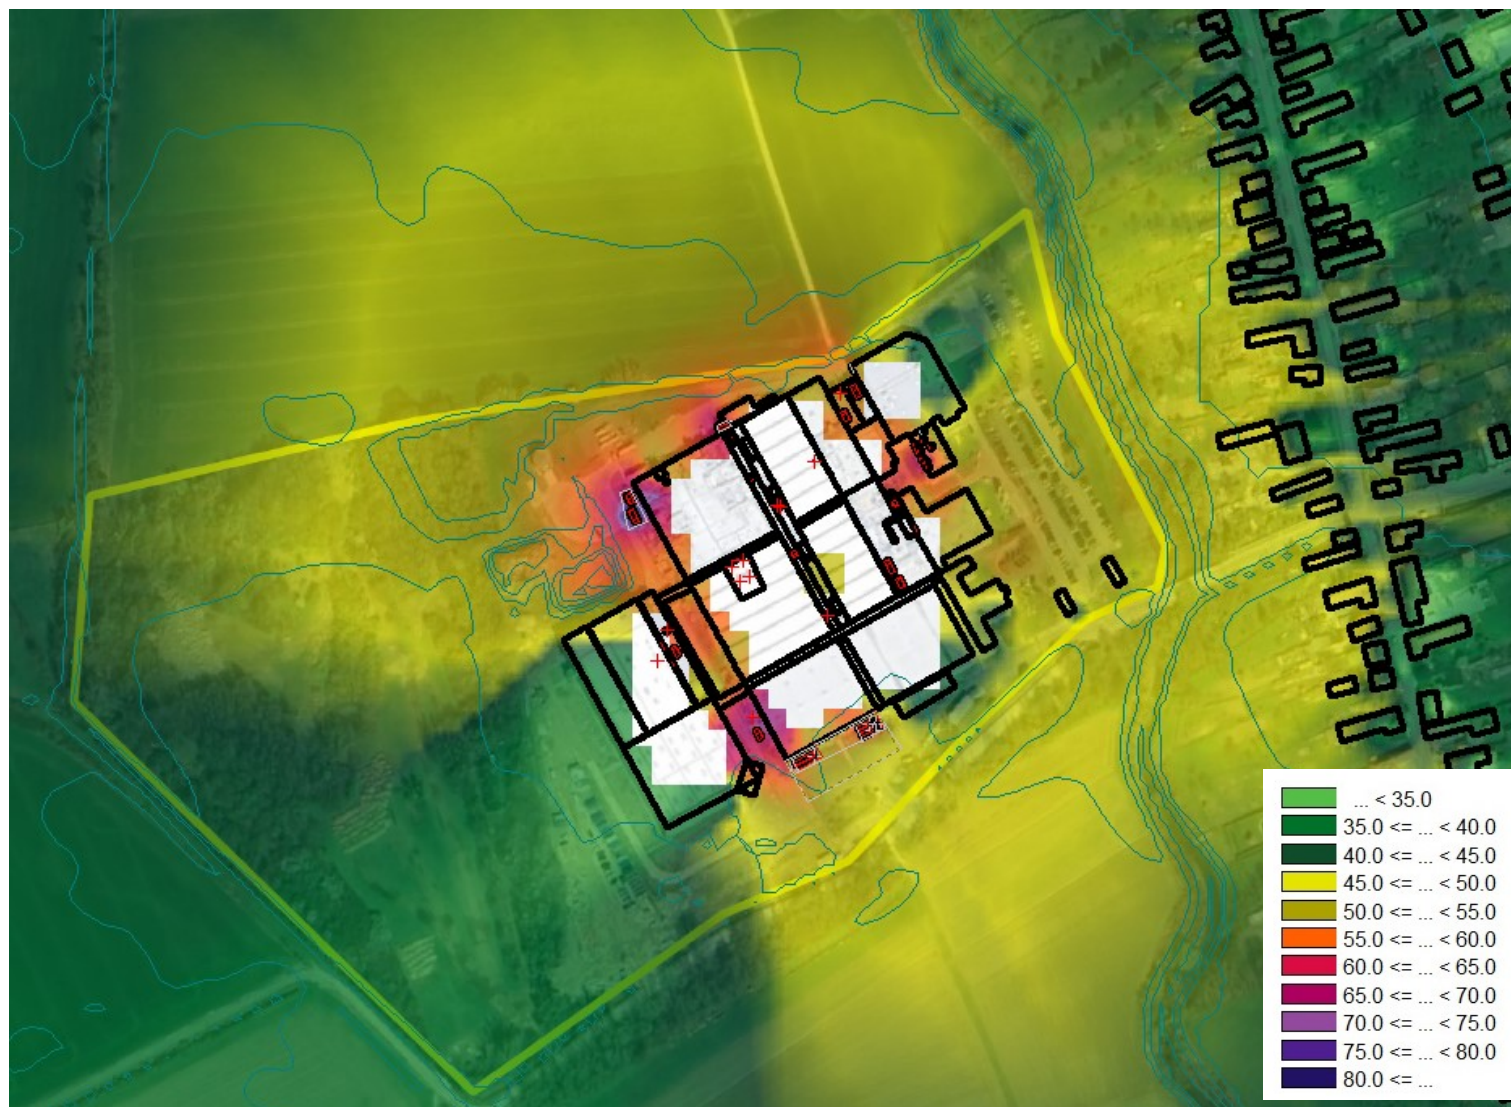 ... < 35.0
35.0 <= ... < 40.0
40.0 <= ... < 45.0
45.0 <= ... < 50.0
50.0 <= ... < 55.0
55.0 <= ... < 60.0
60.0 <= ... < 65.0
65.0 <= ... < 70.0
70.0 <= ... < 75.0
75.0 <= ... < 80.0
80.0 <= ...